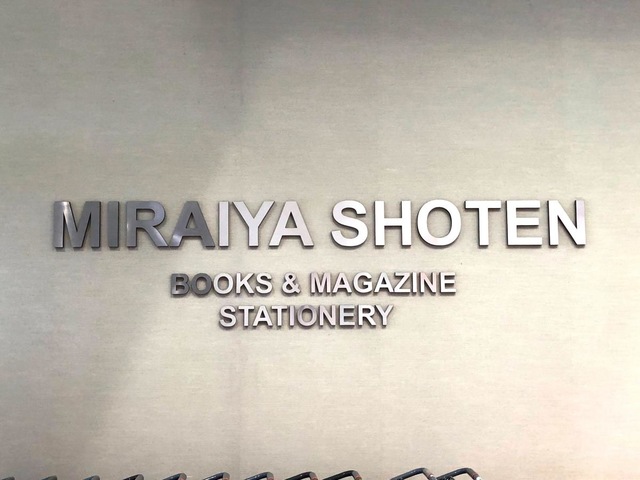 MIRAIYA SHOTEN
BOOKS & MAGAZINE
STATIONERY